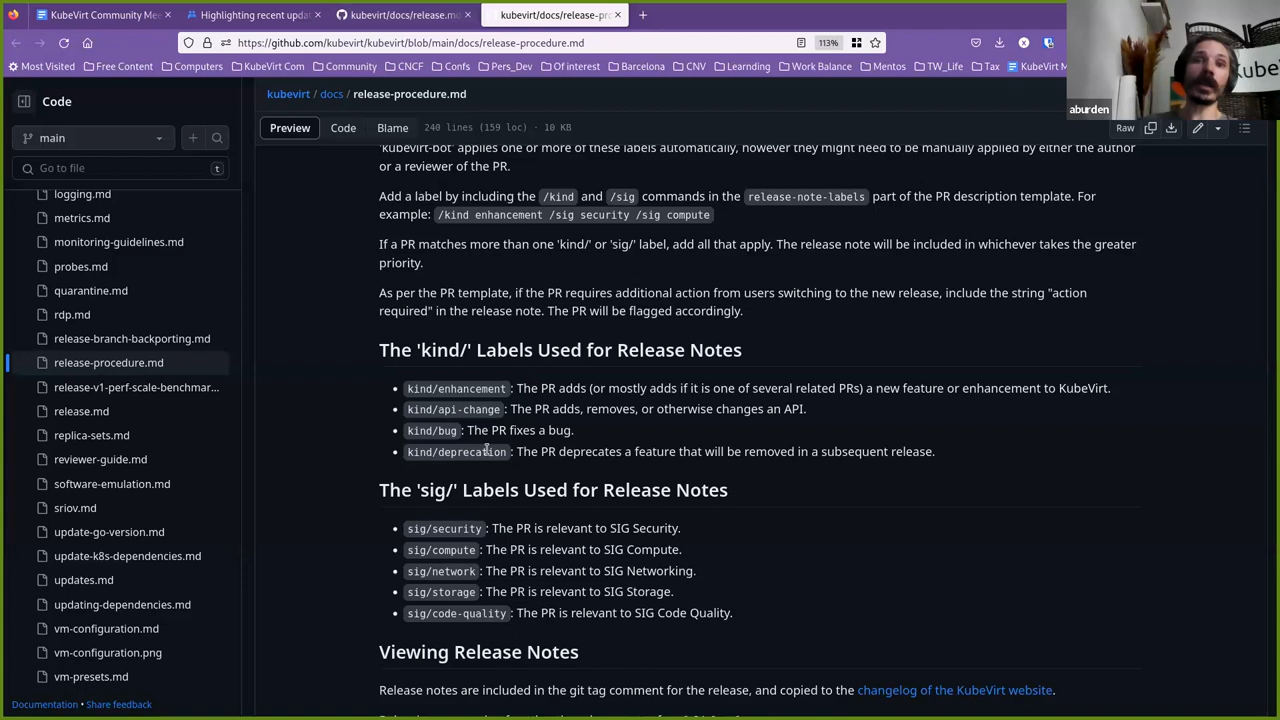 KubeVirt Community Mee
Highlighting recent updat
kubevirt/docs/release.md
kubevirt/docs/release-pro
https://github.com/kubevirt/kubevirt/blob/main/docs/release-procedure.md
113%
Most Visited
Free Content
Computers
KubeVirt Com
Community
CNCF
Confs
Pers_Dev
Of interest
Barcelona
CNV
Learnding
Work Balance
Mentos
TW_Life
Tax
KubeVirt M
aburden
Code
kubevirt / docs / release-procedure.md
main
Preview
Code
Blame
240 lines (159 loc) · 10 KB
Raw
Go to file
t
logging.md
metrics.md
monitoring-guidelines.md
probes.md
quarantine.md
rdp.md
release-branch-backporting.md
release-procedure.md
release-v1-perf-scale-benchmar...
release.md
replica-sets.md
reviewer-guide.md
software-emulation.md
sriov.md
update-go-version.md
update-k8s-dependencies.md
updates.md
updating-dependencies.md
vm-configuration.md
vm-configuration.png
vm-presets.md
Documentation • Share feedback
'kubevirt-bot' applies one or more of these labels automatically, however they might need to be manually applied by either the author
or a reviewer of the PR.
Add a label by including the /kind and /sig commands in the release-note-labels part of the PR description template. For
example: /kind enhancement /sig security /sig compute
If a PR matches more than one 'kind/' or 'sig/' label, add all that apply. The release note will be included in whichever takes the greater
priority.
As per the PR template, if the PR requires additional action from users switching to the new release, include the string "action
required" in the release note. The PR will be flagged accordingly.
The 'kind/' Labels Used for Release Notes
• kind/enhancement: The PR adds (or mostly adds if it is one of several related PRs) a new feature or enhancement to KubeVirt.
• kind/api-change: The PR adds, removes, or otherwise changes an API.
• kind/bug: The PR fixes a bug.
• kind/deprecation: The PR deprecates a feature that will be removed in a subsequent release.
The 'sig/' Labels Used for Release Notes
• sig/security: The PR is relevant to SIG Security.
• sig/compute: The PR is relevant to SIG Compute.
• sig/network: The PR is relevant to SIG Networking.
• sig/storage: The PR is relevant to SIG Storage.
• sig/code-quality: The PR is relevant to SIG Code Quality.
Viewing Release Notes
Release notes are included in the git tag comment for the release, and copied to the changelog of the KubeVirt website.